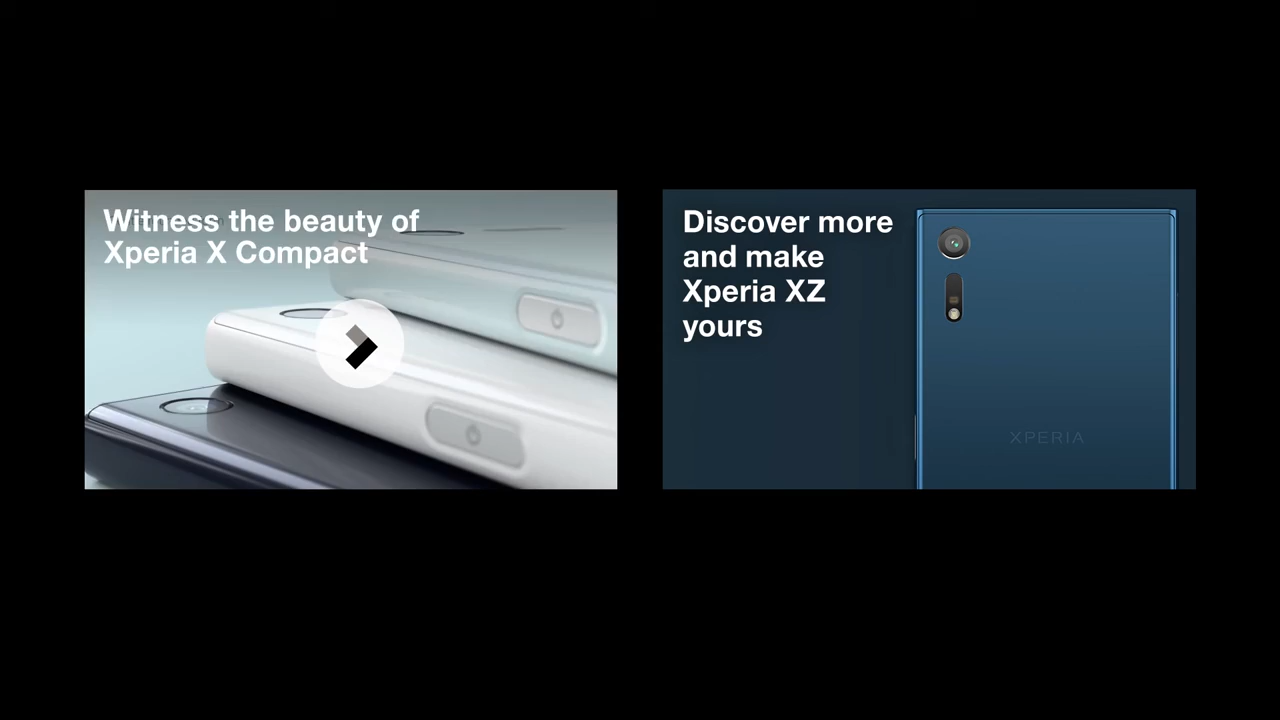 Witness the beauty of
Xperia X Compact
Discover more
and make
Xperia XZ
yours
XPERIA